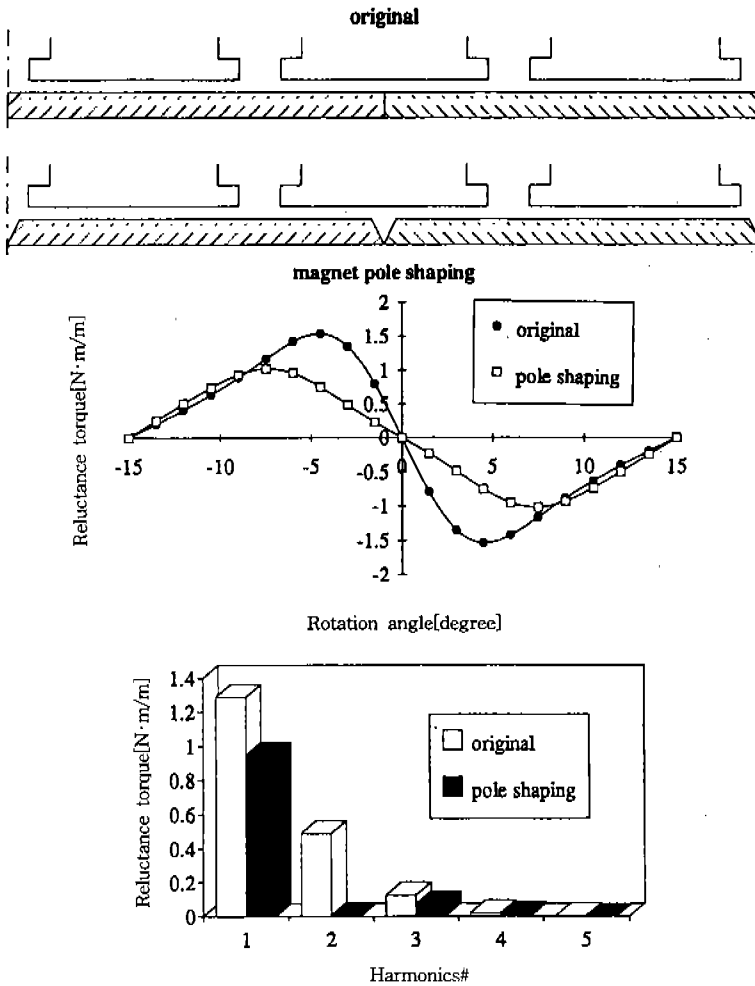 original
magnet pole shaping
Reluctance torque[N·m/m]
2
1.5
1
0.5
0
-0.5
-1
-1.5
-2
-15
-10
-5
0
5
10
15
original
pole shaping
Rotation angle[degree]
Reluctance torque[N·m/m]
1.4
1.2
1
0.8
0.6
0.4
0.2
0
original
pole shaping
1
2
3
4
5
Harmonics#